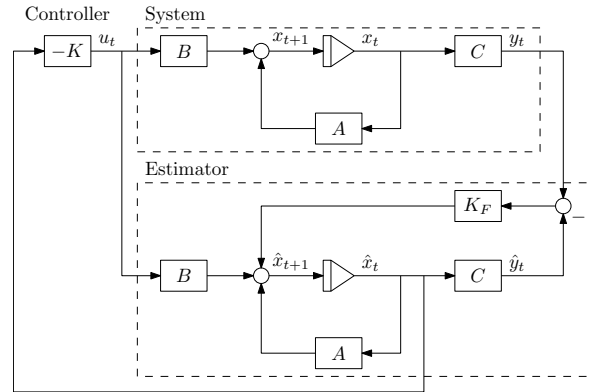 Controller
System
−K
u_t
B
x_{t+1}
x_t
C
y_t
A
Estimator
K_F
−
B
x̂_{t+1}
x̂_t
C
ŷ_t
A